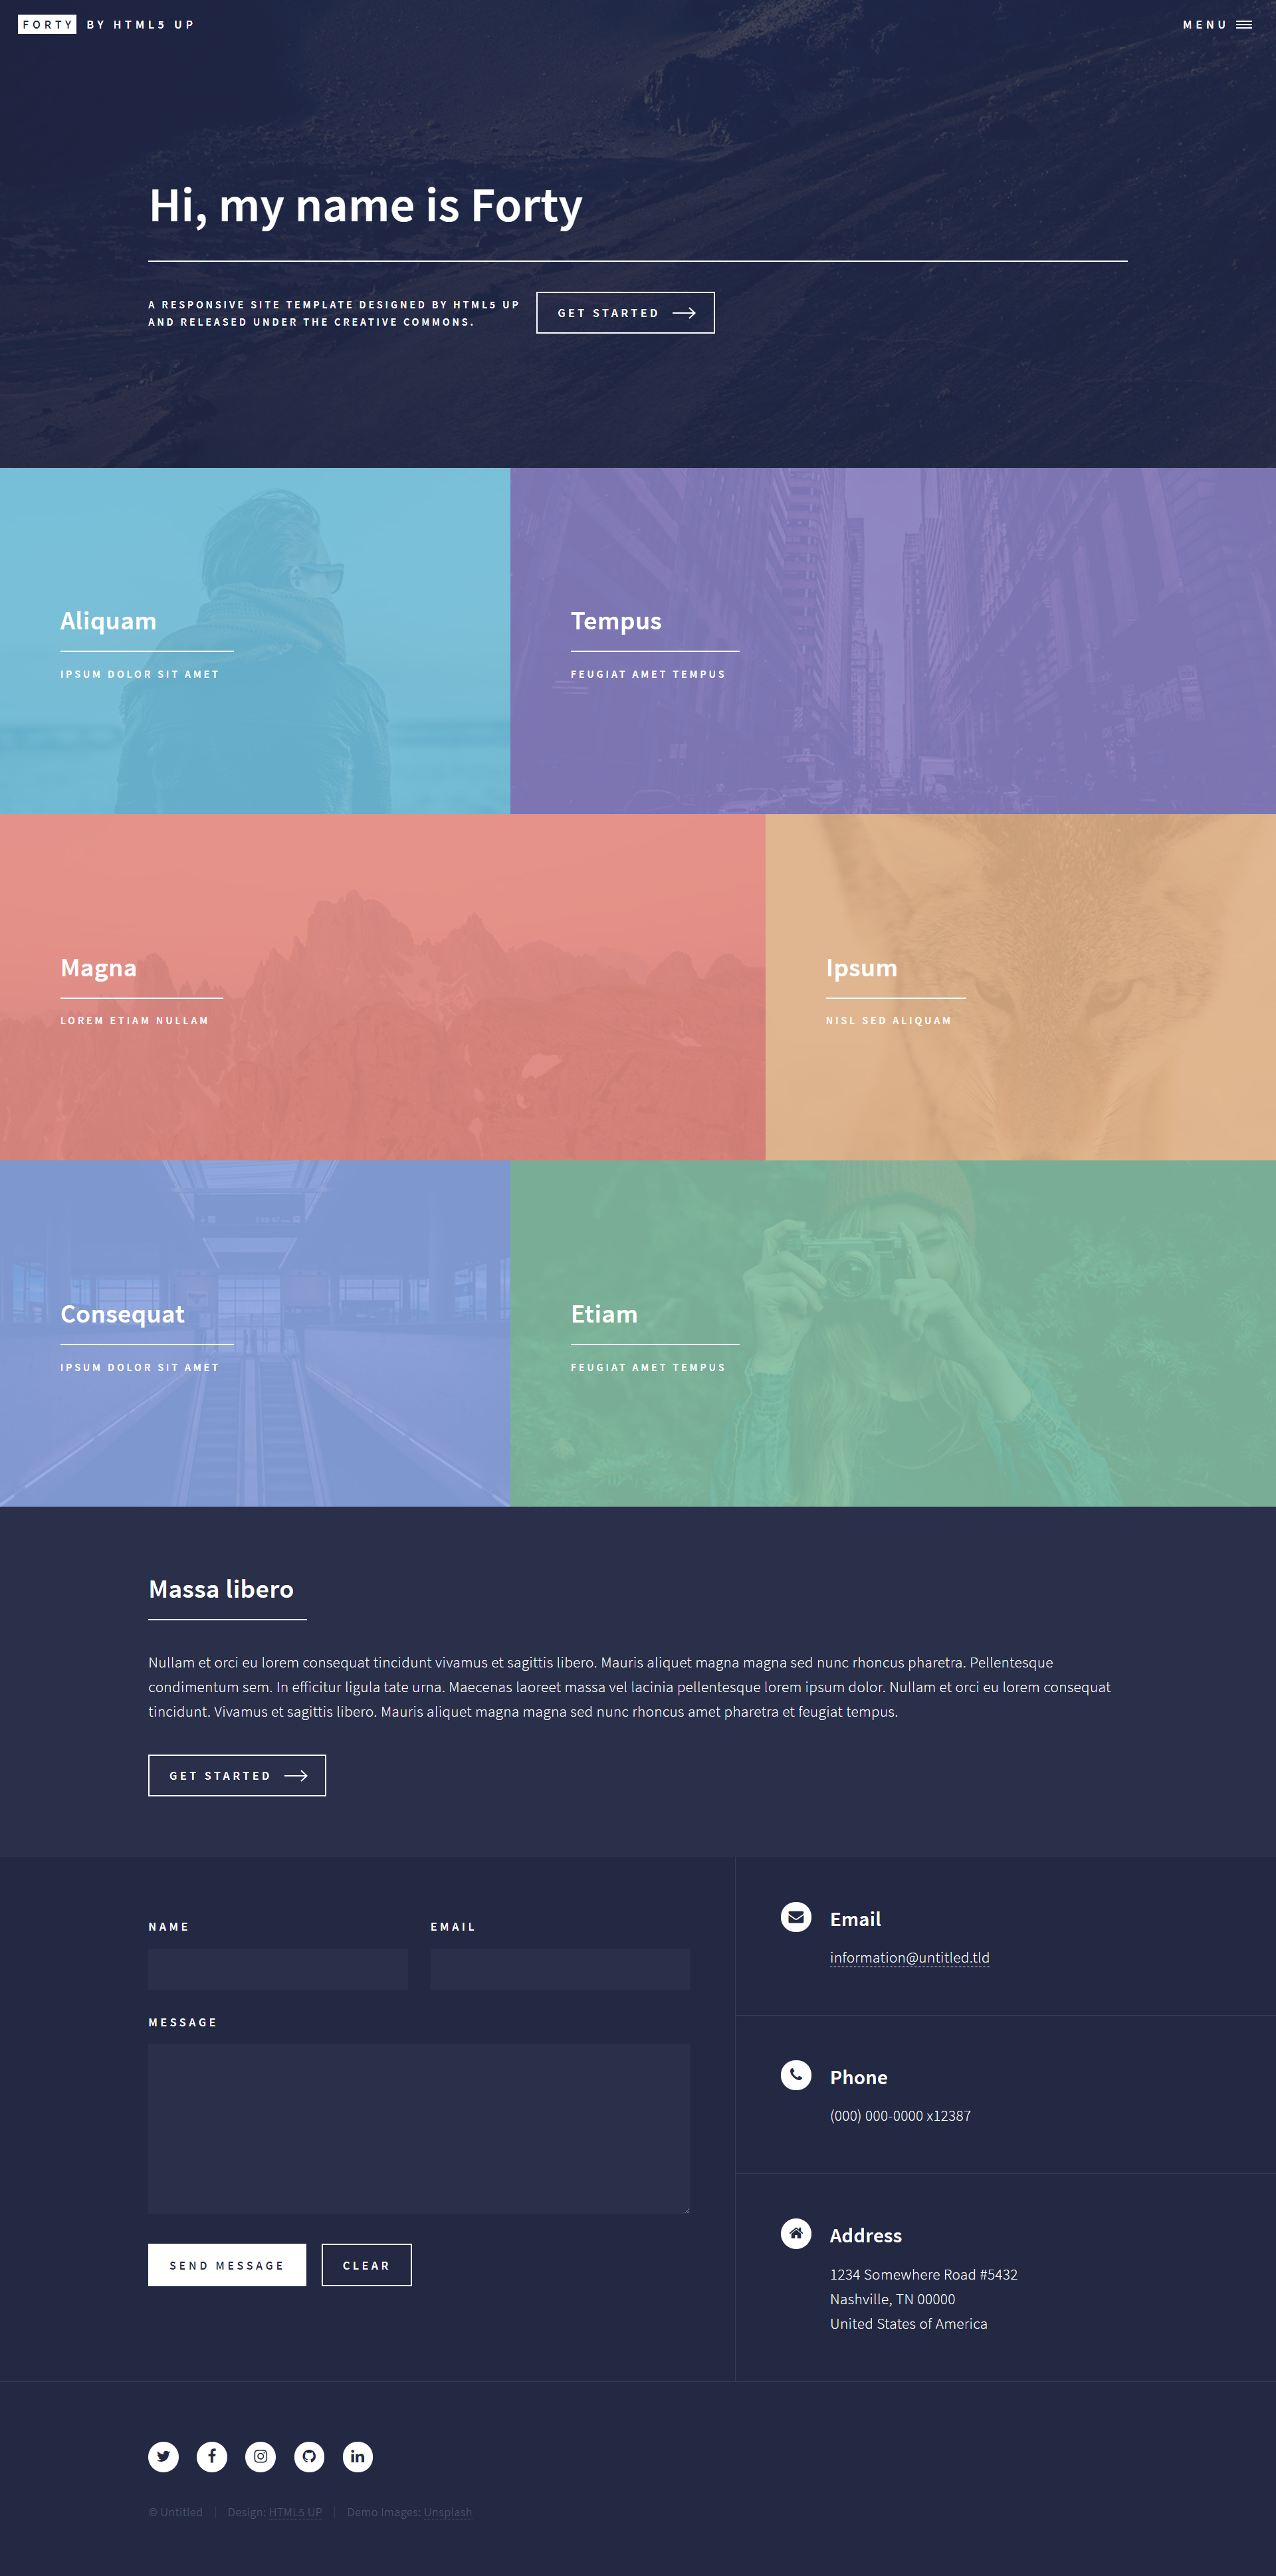 FORTY BY HTML5 UP
MENU
Hi, my name is Forty
A RESPONSIVE SITE TEMPLATE DESIGNED BY HTML5 UP
AND RELEASED UNDER THE CREATIVE COMMONS.
GET STARTED
Aliquam
IPSUM DOLOR SIT AMET
Tempus
FEUGIAT AMET TEMPUS
Magna
LOREM ETIAM NULLAM
Ipsum
NISL SED ALIQUAM
Consequat
IPSUM DOLOR SIT AMET
Etiam
FEUGIAT AMET TEMPUS
Massa libero
Nullam et orci eu lorem consequat tincidunt vivamus et sagittis libero. Mauris aliquet magna magna sed nunc rhoncus pharetra. Pellentesque
condimentum sem. In efficitur ligula tate urna. Maecenas laoreet massa vel lacinia pellentesque lorem ipsum dolor. Nullam et orci eu lorem consequat
tincidunt. Vivamus et sagittis libero. Mauris aliquet magna magna sed nunc rhoncus amet pharetra et feugiat tempus.
GET STARTED
NAME
EMAIL
MESSAGE
SEND MESSAGE
CLEAR
Email
information@untitled.tld
Phone
(000) 000-0000 x12387
Address
1234 Somewhere Road #5432
Nashville, TN 00000
United States of America
© Untitled | Design: HTML5 UP | Demo Images: Unsplash